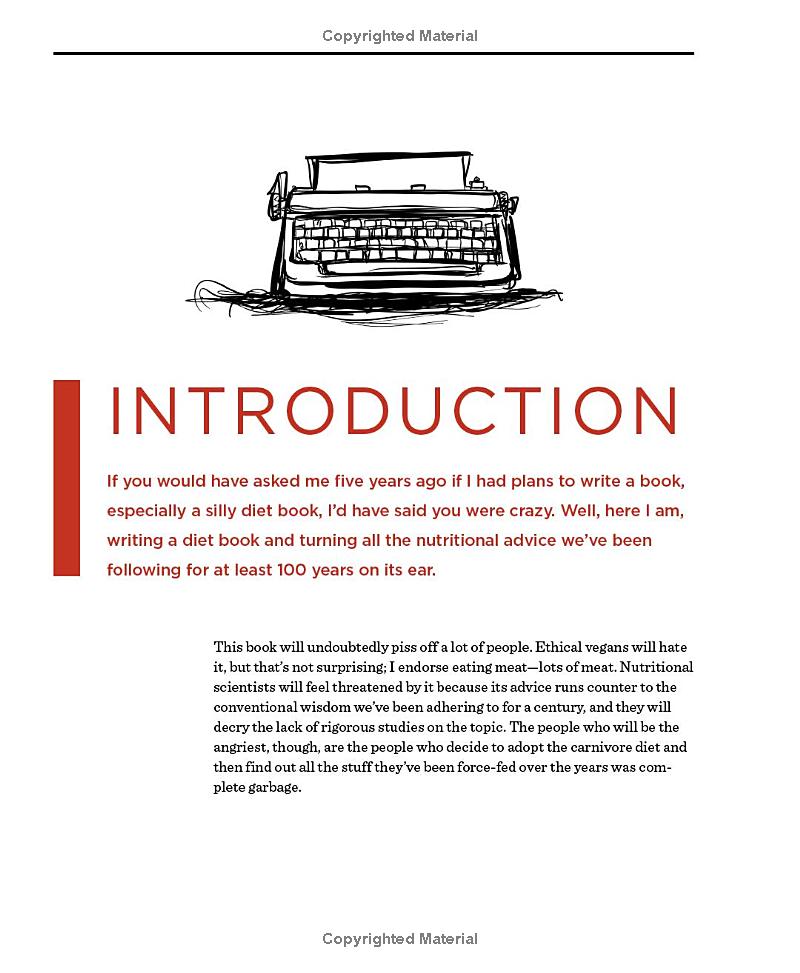 Copyrighted Material
INTRODUCTION
If you would have asked me five years ago if I had plans to write a book,
especially a silly diet book, I’d have said you were crazy. Well, here I am,
writing a diet book and turning all the nutritional advice we’ve been
following for at least 100 years on its ear.
This book will undoubtedly piss off a lot of people. Ethical vegans will hate
it, but that’s not surprising; I endorse eating meat—lots of meat. Nutritional
scientists will feel threatened by it because its advice runs counter to the
conventional wisdom we’ve been adhering to for a century, and they will
decry the lack of rigorous studies on the topic. The people who will be the
angriest, though, are the people who decide to adopt the carnivore diet and
then find out all the stuff they’ve been force-fed over the years was com-
plete garbage.
Copyrighted Material